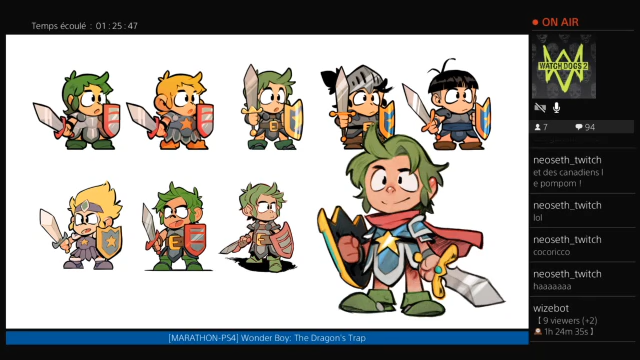 Temps écoulé : 01:25:47
ON AIR
WATCH DOGS 2
7
94
neoseth_twitch
et des canadiens l
e pompom !
neoseth_twitch
lol
neoseth_twitch
cocoricco
neoseth_twitch
haaaaaaa
wizebot
【 9 viewers (+2)
1h 24m 35s】
[MARATHON-PS4] Wonder Boy: The Dragon's Trap